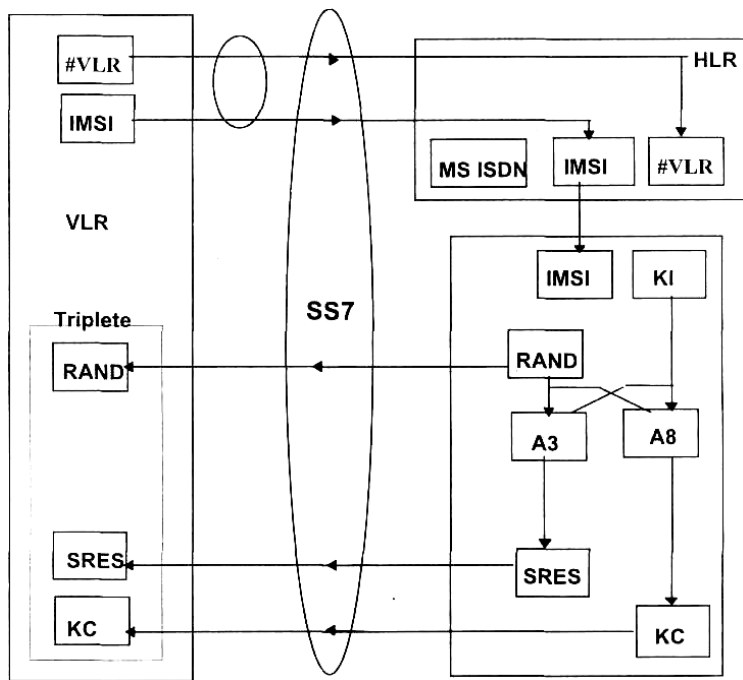 #VLR
HLR
IMSI
MS ISDN
IMSI
#VLR
VLR
IMSI
KI
SS7
Triplete
RAND
RAND
A3
A8
SRES
SRES
KC
KC